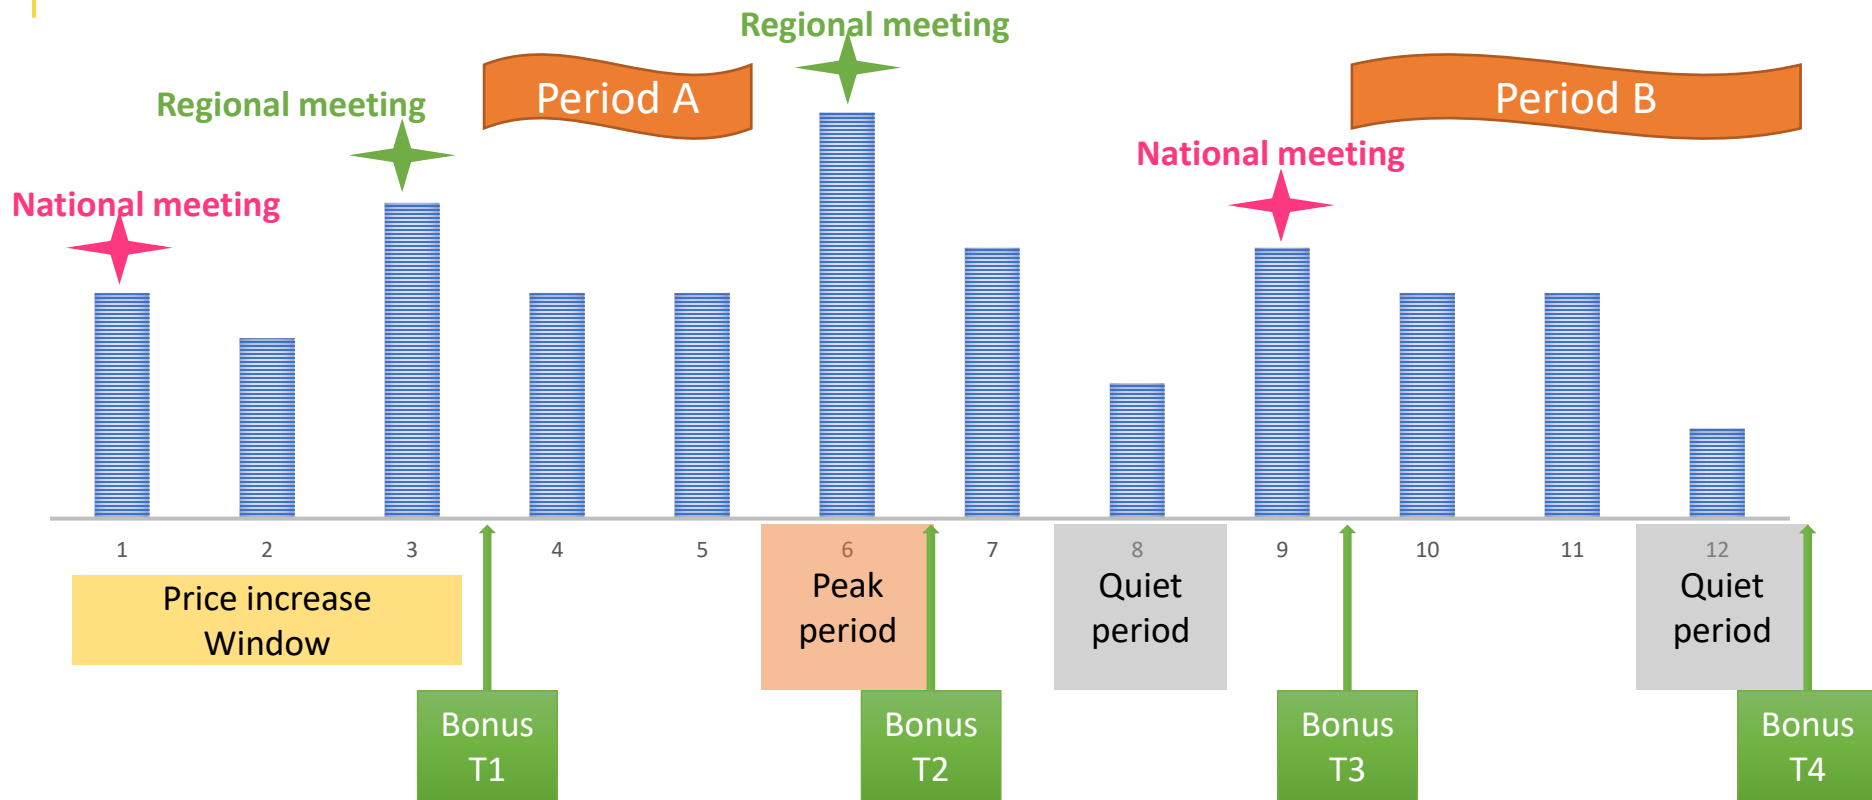 Regional meeting
Period A
Period B
Regional meeting
National meeting
National meeting
1 2 3 4 5 6 7 8 9 10 11 12
Price increase
Window
Peak
period
Quiet
period
Quiet
period
Bonus
T1
Bonus
T2
Bonus
T3
Bonus
T4